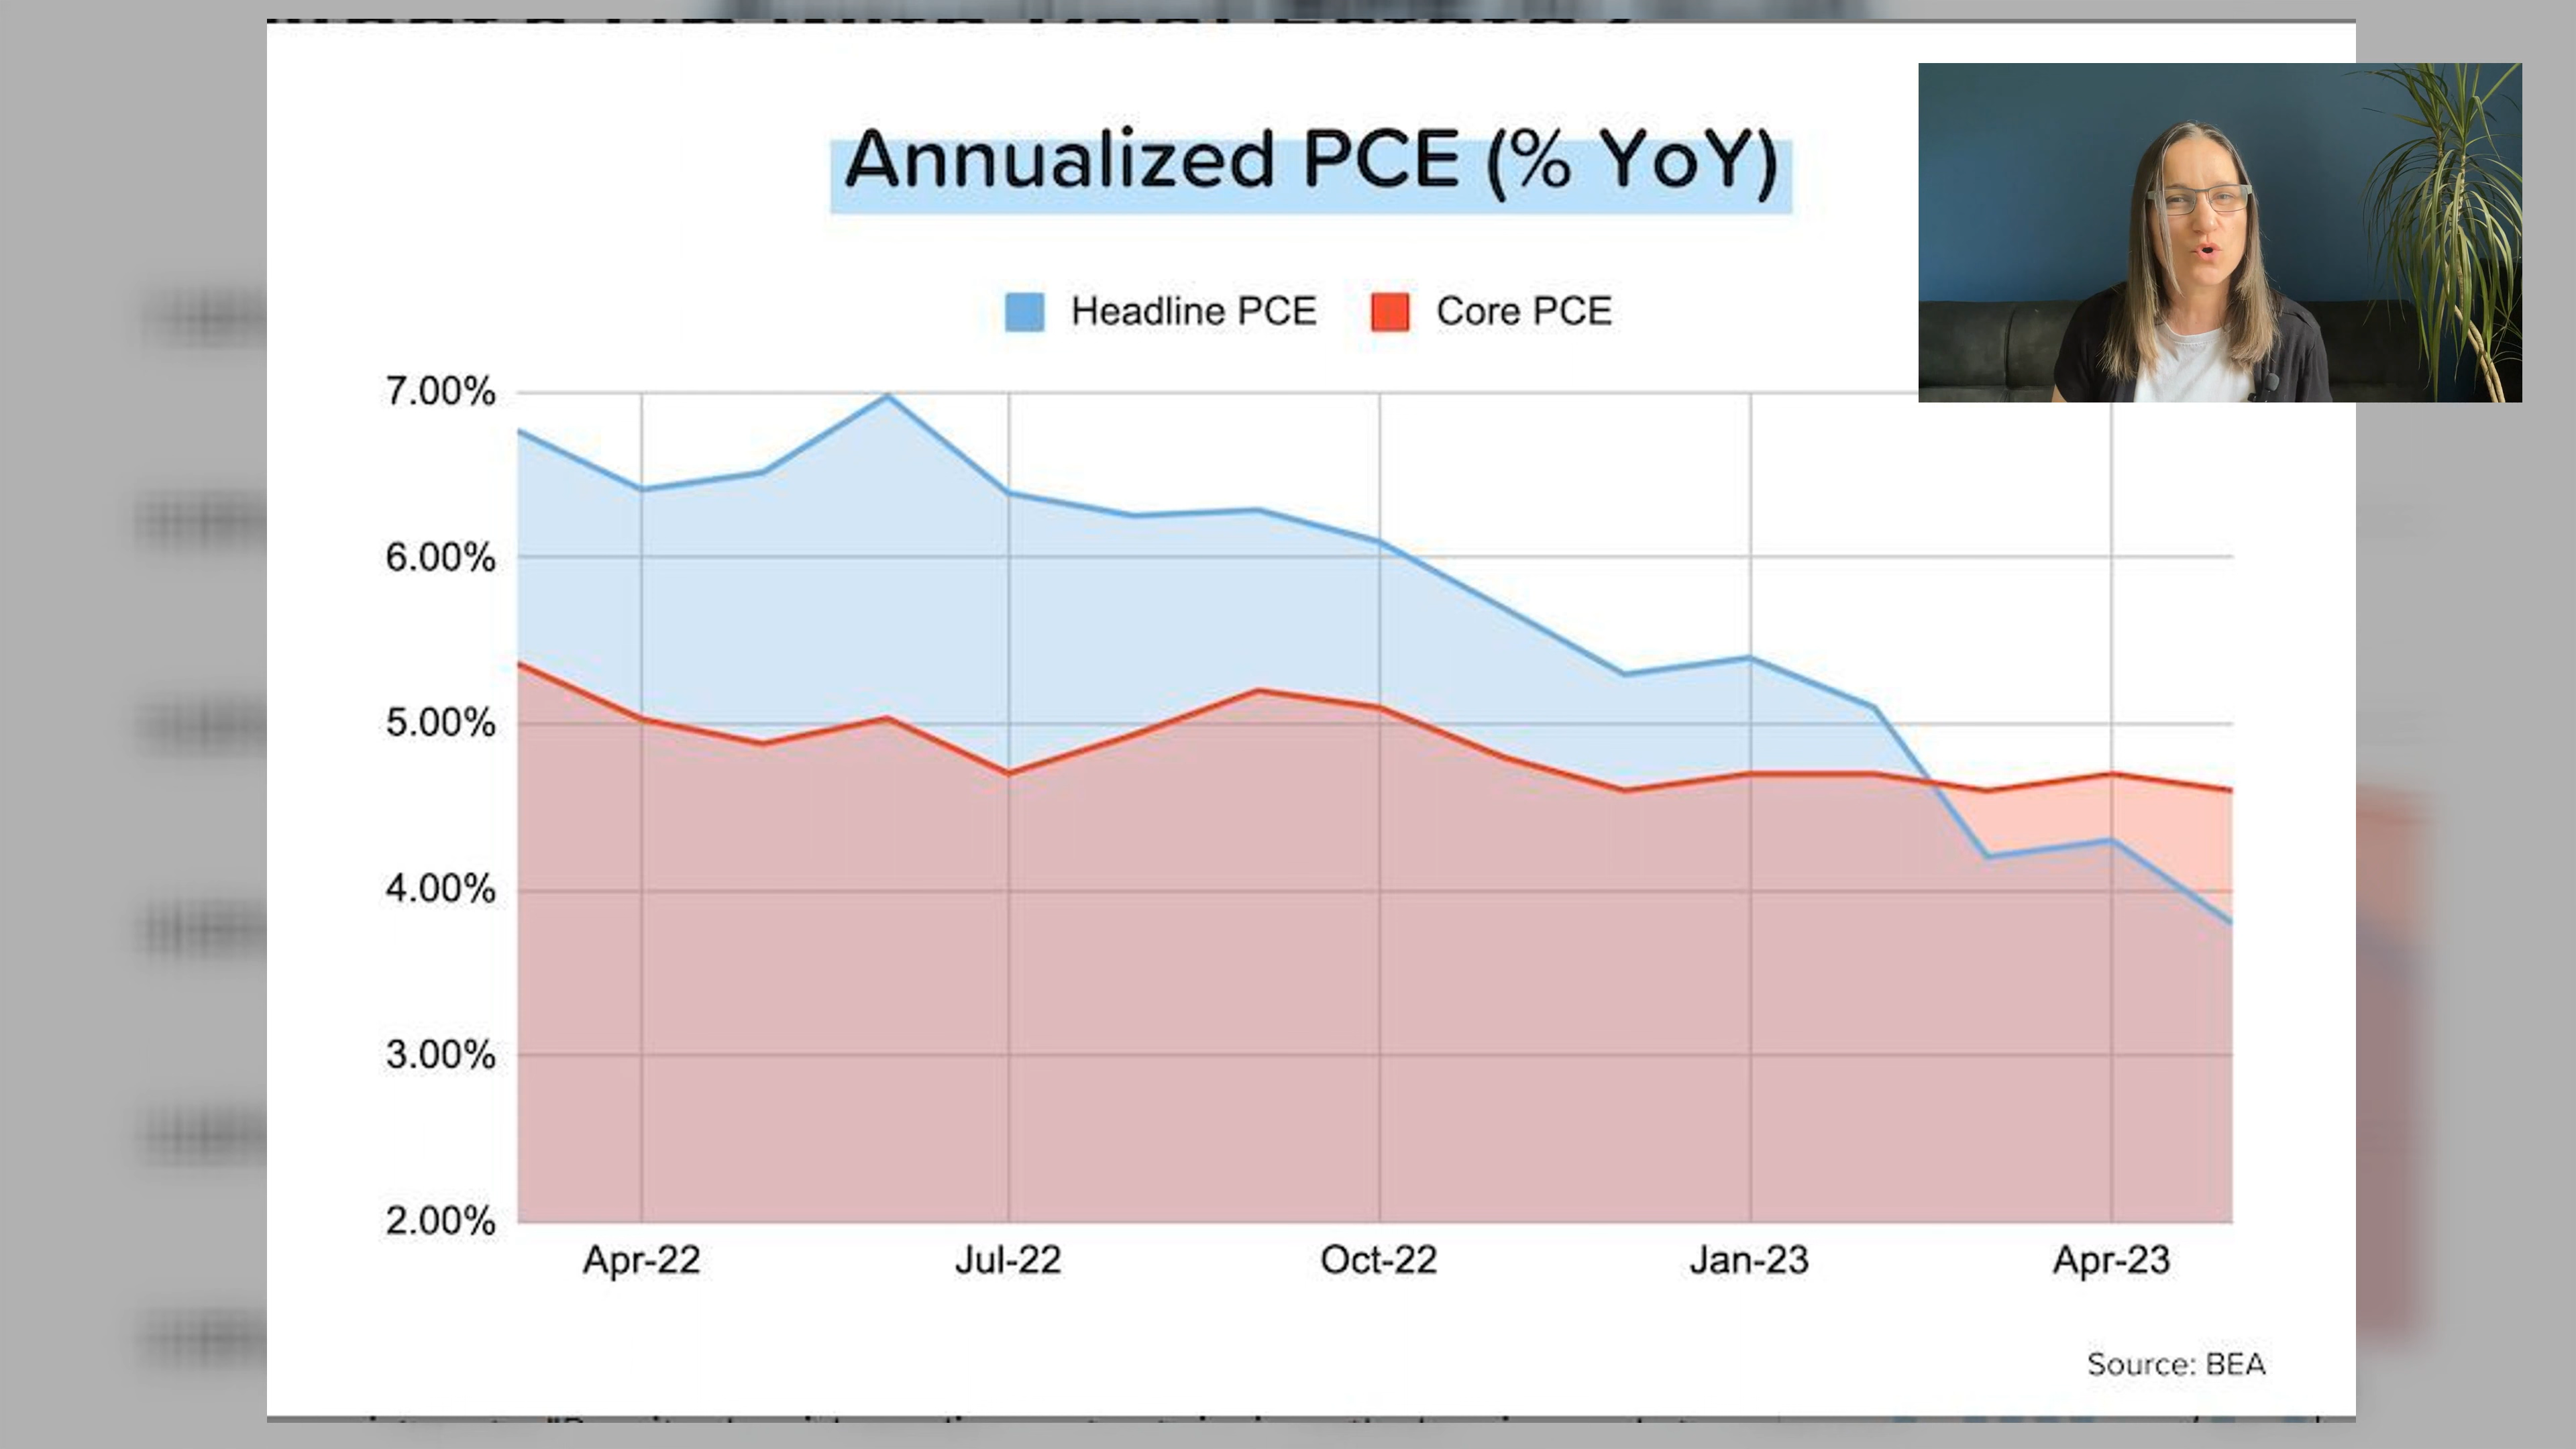 Annualized PCE (% YoY)
Headline PCE
Core PCE
7.00%
6.00%
5.00%
4.00%
3.00%
2.00%
Apr-22
Jul-22
Oct-22
Jan-23
Apr-23
Source: BEA